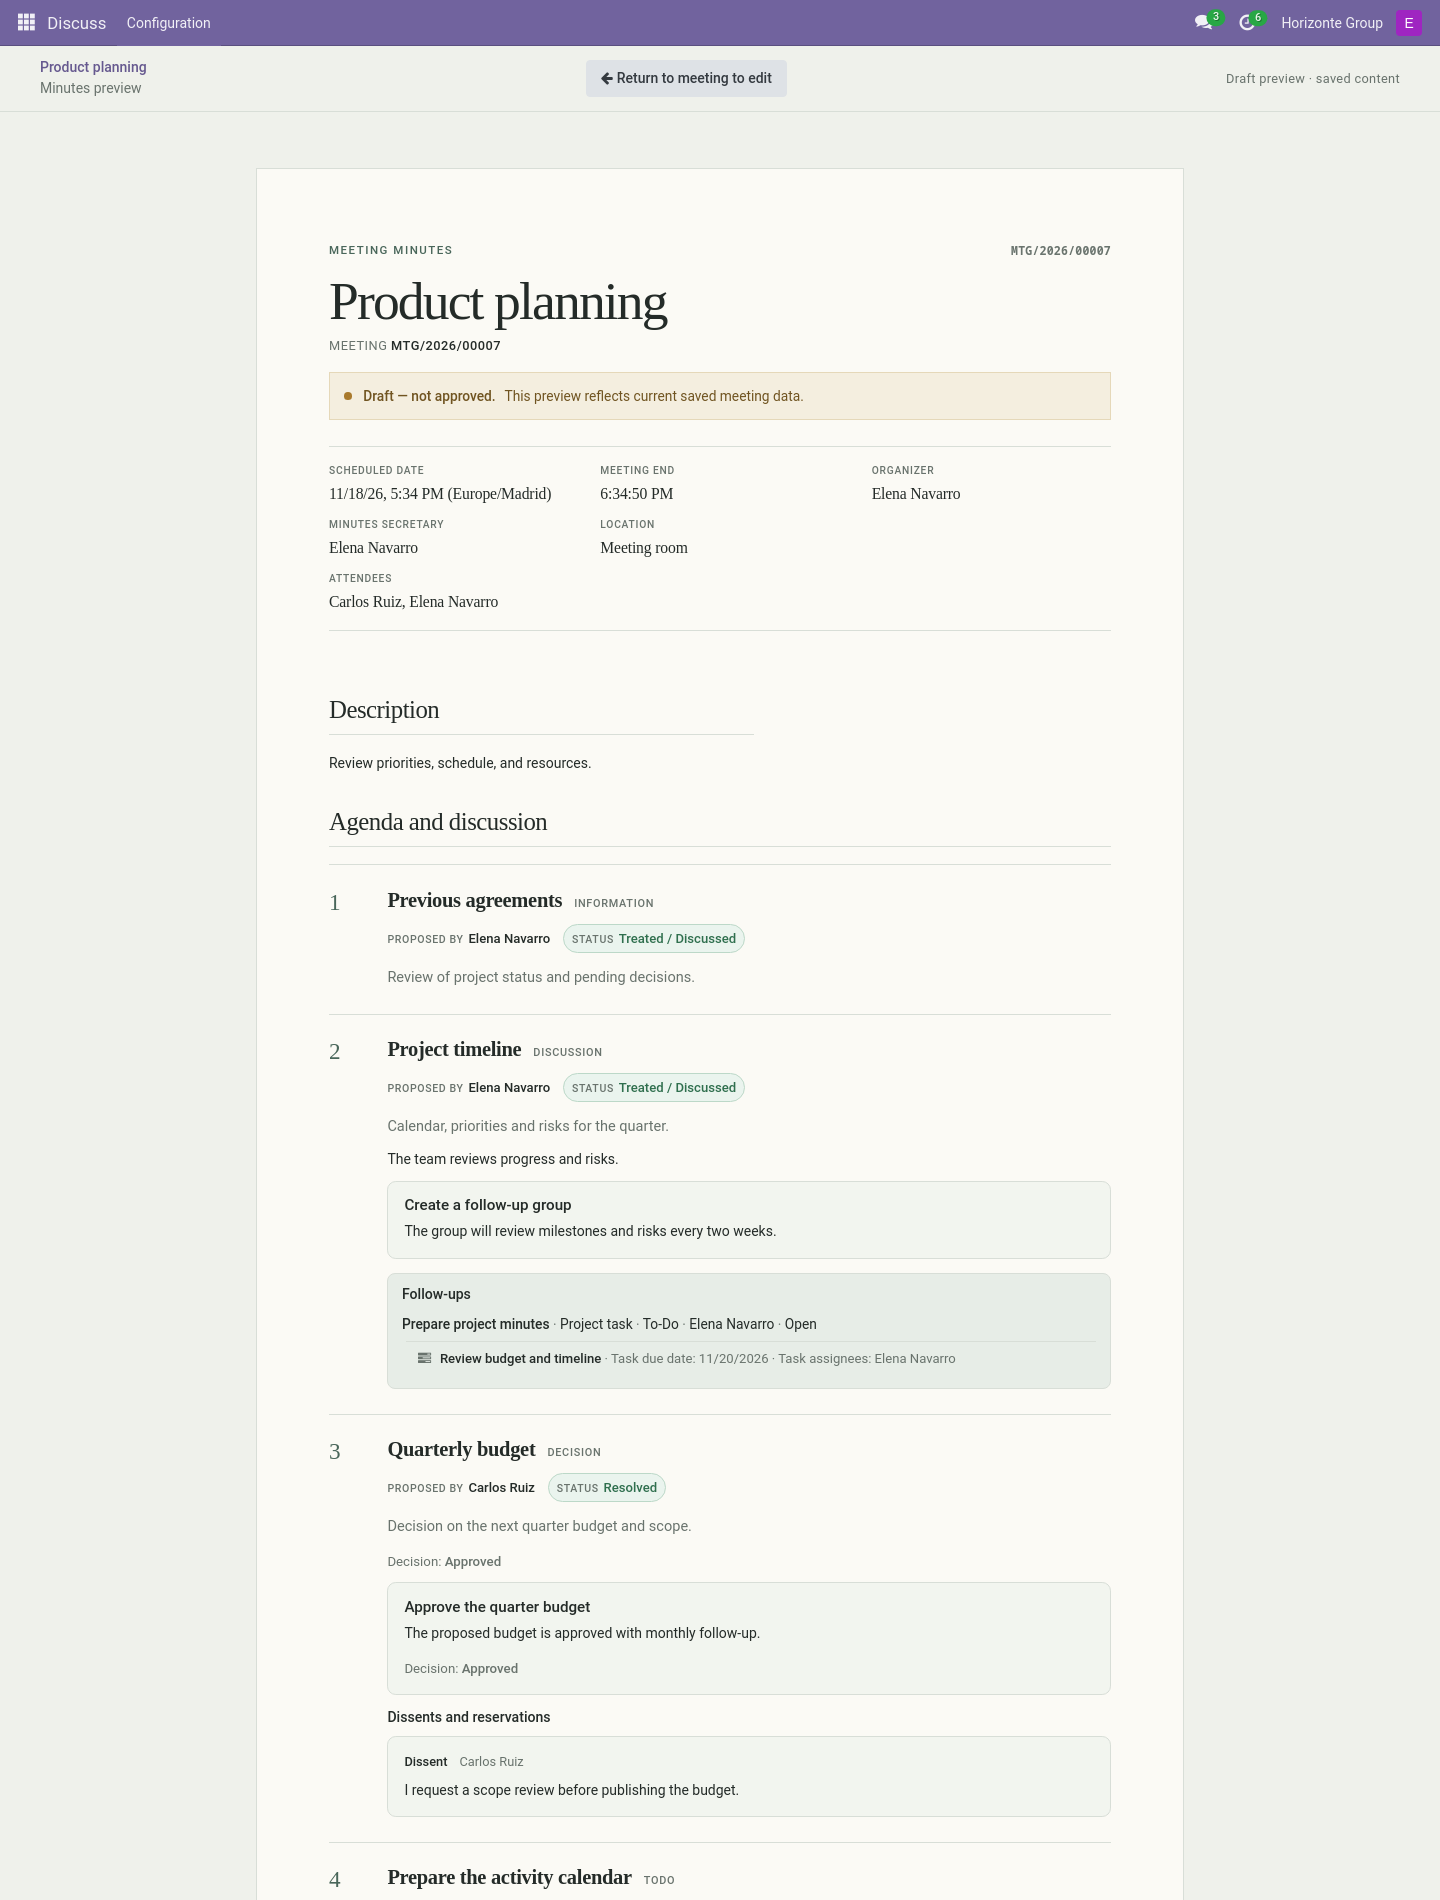 Discuss Configuration 3 6 Horizonte Group E
Product planning
Minutes preview
Return to meeting to edit
Draft preview · saved content
MEETING MINUTES MTG/2026/00007
Product planning
MEETING MTG/2026/00007
Draft — not approved. This preview reflects current saved meeting data.
SCHEDULED DATE MEETING END ORGANIZER
11/18/26, 5:34 PM (Europe/Madrid) 6:34:50 PM Elena Navarro
MINUTES SECRETARY LOCATION
Elena Navarro Meeting room
ATTENDEES
Carlos Ruiz, Elena Navarro
Description
Review priorities, schedule, and resources.
Agenda and discussion
1 Previous agreements INFORMATION
PROPOSED BY Elena Navarro STATUS Treated / Discussed
Review of project status and pending decisions.
2 Project timeline DISCUSSION
PROPOSED BY Elena Navarro STATUS Treated / Discussed
Calendar, priorities and risks for the quarter.
The team reviews progress and risks.
Create a follow-up group
The group will review milestones and risks every two weeks.
Follow-ups
Prepare project minutes · Project task · To-Do · Elena Navarro · Open
Review budget and timeline · Task due date: 11/20/2026 · Task assignees: Elena Navarro
3 Quarterly budget DECISION
PROPOSED BY Carlos Ruiz STATUS Resolved
Decision on the next quarter budget and scope.
Decision: Approved
Approve the quarter budget
The proposed budget is approved with monthly follow-up.
Decision: Approved
Dissents and reservations
Dissent Carlos Ruiz
I request a scope review before publishing the budget.
4 Prepare the activity calendar TODO